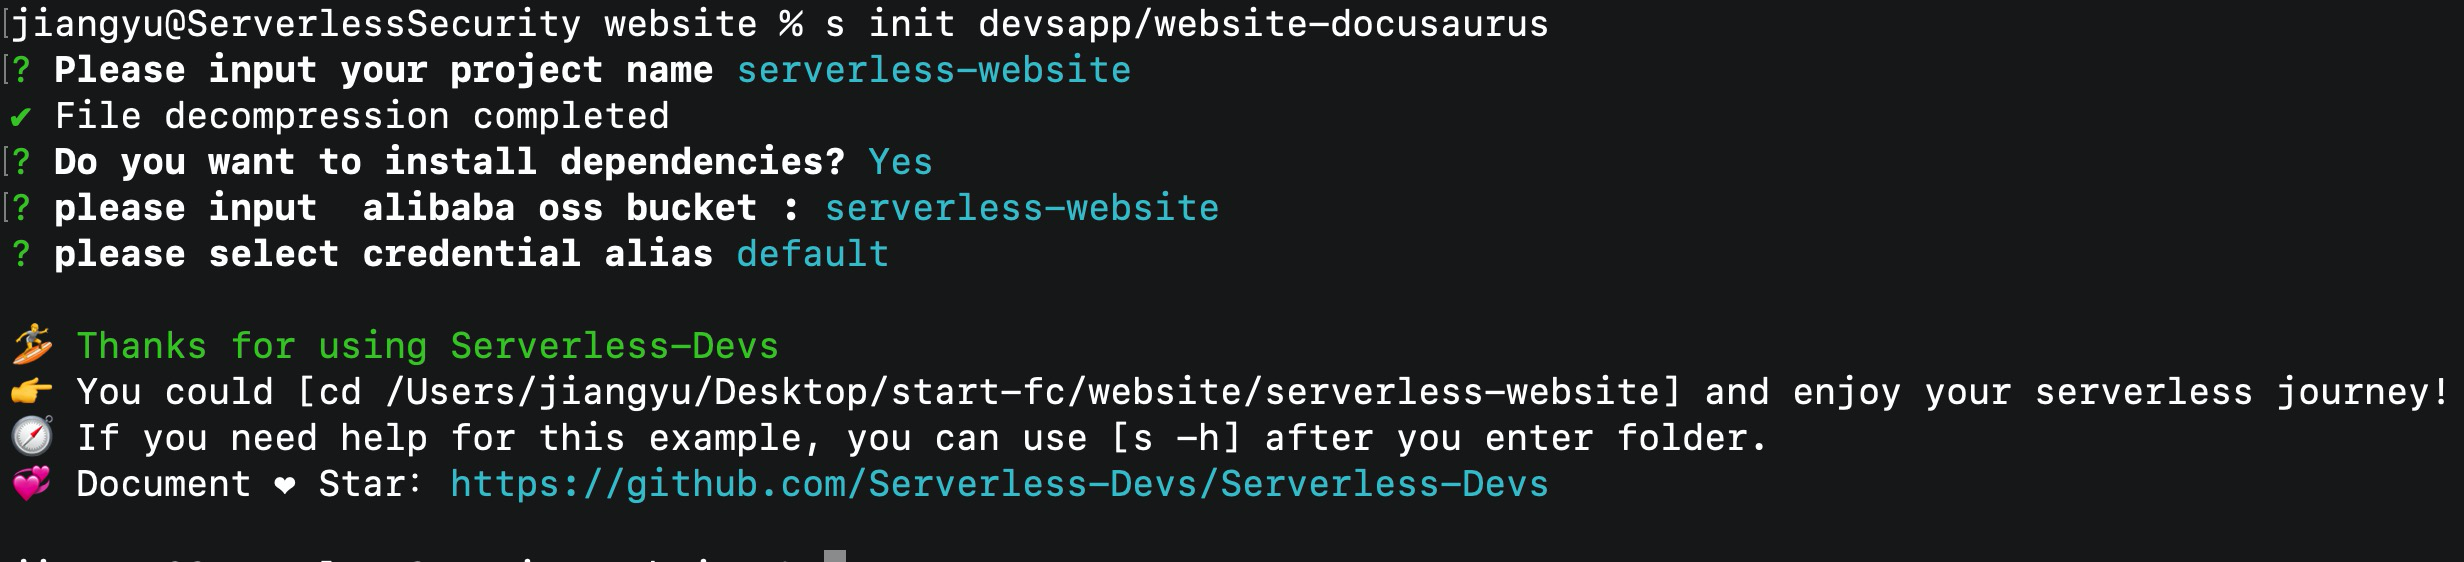 jiangyu@ServerlessSecurity website % s init devsapp/website-docusaurus
? Please input your project name serverless-website
✔ File decompression completed
? Do you want to install dependencies? Yes
? please input  alibaba oss bucket : serverless-website
? please select credential alias default
🏄 Thanks for using Serverless-Devs
👉 You could [cd /Users/jiangyu/Desktop/start-fc/website/serverless-website] and enjoy your serverless journey!
🧭 If you need help for this example, you can use [s -h] after you enter folder.
💞 Document ❤ Star: https://github.com/Serverless-Devs/Serverless-Devs